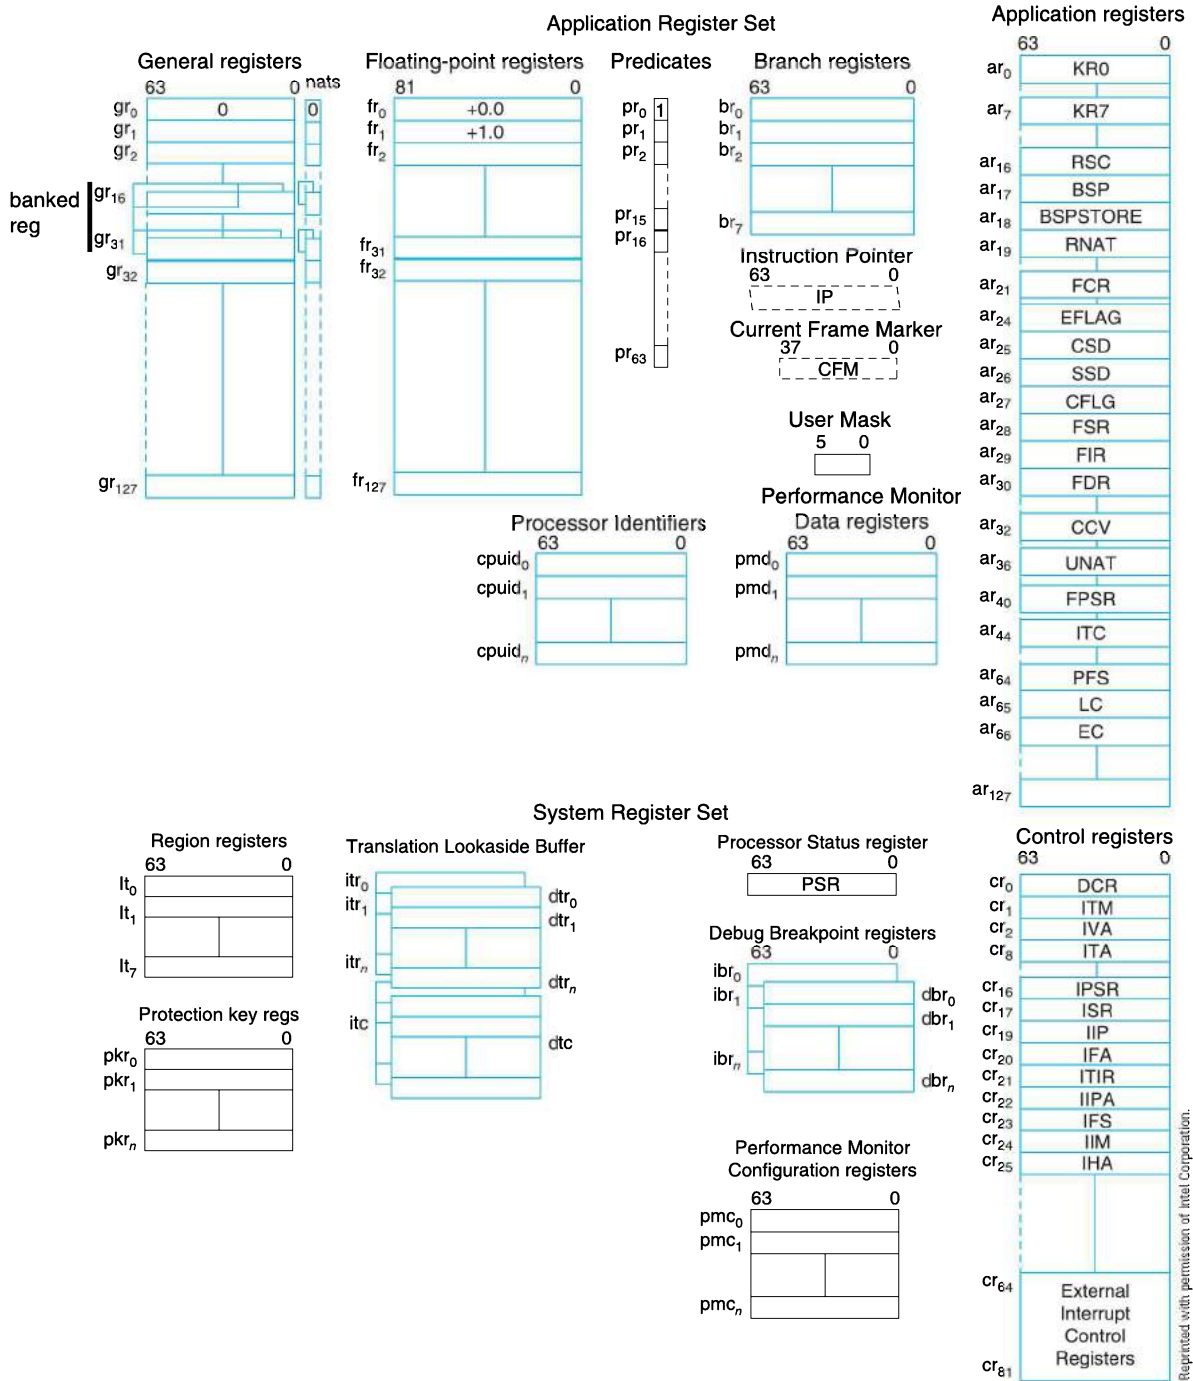 Application Register Set
General registers
63 0 nats
gr0 0 0
gr1
gr2
banked reg
gr16
gr31
gr32
gr127
Floating-point registers
81 0
fr0 +0.0
fr1 +1.0
fr2
fr31
fr32
fr127
Predicates
pr0 1
pr1
pr2
pr15
pr16
pr63
Branch registers
63 0
br0
br1
br2
br7
Instruction Pointer
63 0
IP
Current Frame Marker
37 0
CFM
User Mask
5 0
Processor Identifiers
63 0
cpuid0
cpuid1
cpuidn
Performance Monitor
Data registers
63 0
pmd0
pmd1
pmdn
Application registers
63 0
ar0 KR0
ar7 KR7
ar16 RSC
ar17 BSP
ar18 BSPSTORE
ar19 RNAT
ar21 FCR
ar24 EFLAG
ar25 CSD
ar26 SSD
ar27 CFLG
ar28 FSR
ar29 FIR
ar30 FDR
ar32 CCV
ar36 UNAT
ar40 FPSR
ar44 ITC
ar64 PFS
ar65 LC
ar66 EC
ar127
System Register Set
Region registers
63 0
lt0
lt1
lt7
Protection key regs
63 0
pkr0
pkr1
pkrn
Translation Lookaside Buffer
itr0
dtr0
itr1
dtr1
itrn
dtrn
itc
dtc
Processor Status register
63 0
PSR
Debug Breakpoint registers
63 0
ibr0
dbr0
ibr1
dbr1
ibrn
dbrn
Performance Monitor
Configuration registers
63 0
pmc0
pmc1
pmcn
Control registers
63 0
cr0 DCR
cr1 ITM
cr2 IVA
cr8 ITA
cr16 IPSR
cr17 ISR
cr19 IIP
cr20 IFA
cr21 ITIR
cr22 IIPA
cr23 IFS
cr24 IIM
cr25 IHA
cr64
External
Interrupt
Control
Registers
cr81
Reprinted with permission of Intel Corporation.